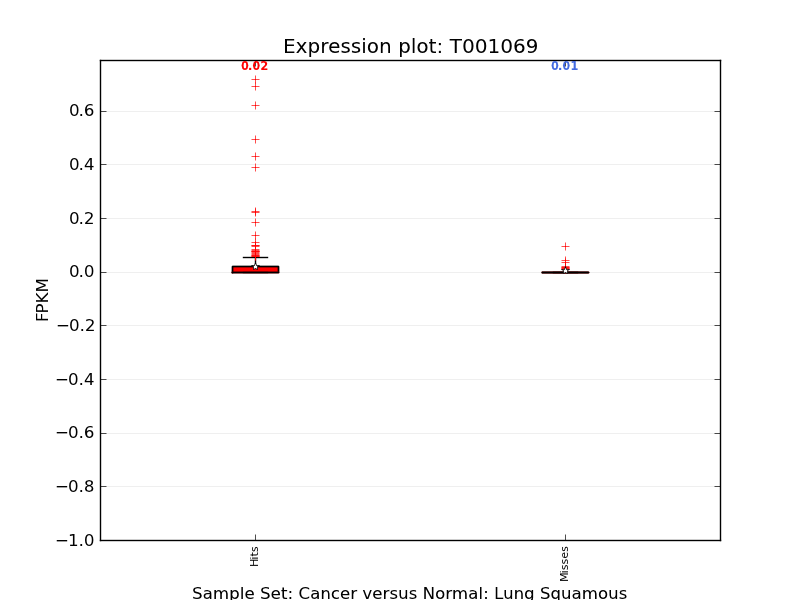 Expression plot: T001069
0.02
0.01
0.6
0.4
0.2
0.0
−0.2
−0.4
−0.6
−0.8
−1.0
FPKM
Hits
Misses
Sample Set: Cancer versus Normal: Lung Squamous